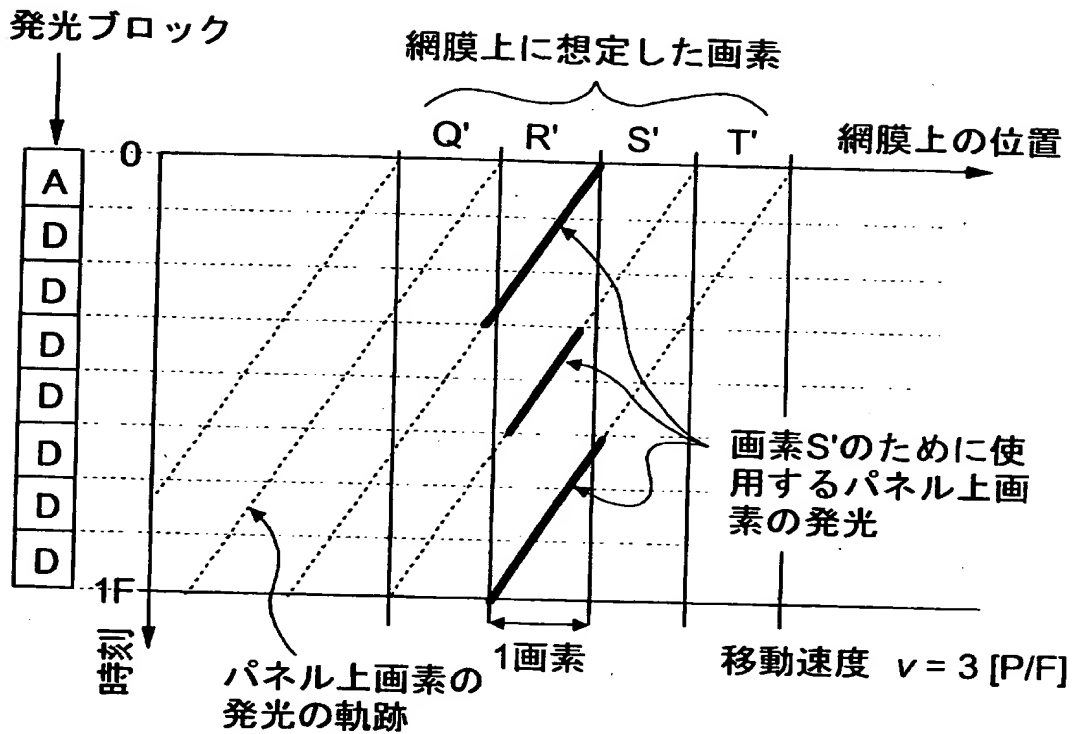 発光ブロック
網膜上に想定した画素
Q' R' S' T'
網膜上の位置
0
A
D
D
D
D
D
D
D
1F
時刻
画素S'のために使
用するパネル上画
素の発光
1画素
移動速度 v = 3 [P/F]
パネル上画素の
発光の軌跡